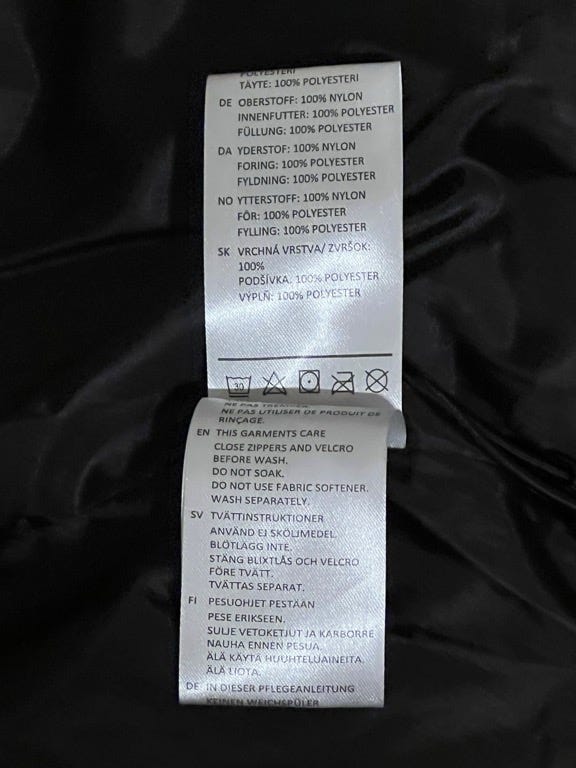 POLYESTERI
TÄYTE: 100% POLYESTERI
DE OBERSTOFF: 100% NYLON
INNENFUTTER: 100% POLYESTER
FÜLLUNG: 100% POLYESTER
DA YDERSTOF: 100% NYLON
FORING: 100% POLYESTER
FYLDNING: 100% POLYESTER
NO YTTERSTOFF: 100% NYLON
FÔR: 100% POLYESTER
FYLLING: 100% POLYESTER
SK VRCHNÁ VRSTVA/ ZVRŠOK:
100%
PODŠÍVKA. 100% POLYESTER
VÝPLŇ: 100% POLYESTER
30
NE PAS TREMPER.
NE PAS UTILISER DE PRODUIT DE
RINÇAGE.
EN THIS GARMENTS CARE
CLOSE ZIPPERS AND VELCRO
BEFORE WASH.
DO NOT SOAK.
DO NOT USE FABRIC SOFTENER.
WASH SEPARATELY.
SV TVÄTTINSTRUKTIONER
ANVÄND EJ SKÖLJMEDEL.
BLÖTLÄGG INTE.
STÄNG BLIXTLÅS OCH VELCRO
FÖRE TVÄTT.
TVÄTTAS SEPARAT.
FI PESUOHJET PESTÄÄN
PESE ERIKSEEN.
SULJE VETOKETJUT JA KARBORRE
NAUHA ENNEN PESUA.
ÄLÄ KÄYTÄ HUUHTELUAINEITA.
ÄLÄ LIOTA.
DE IN DIESER PFLEGEANLEITUNG
KEINEN WEICHSPÜLER